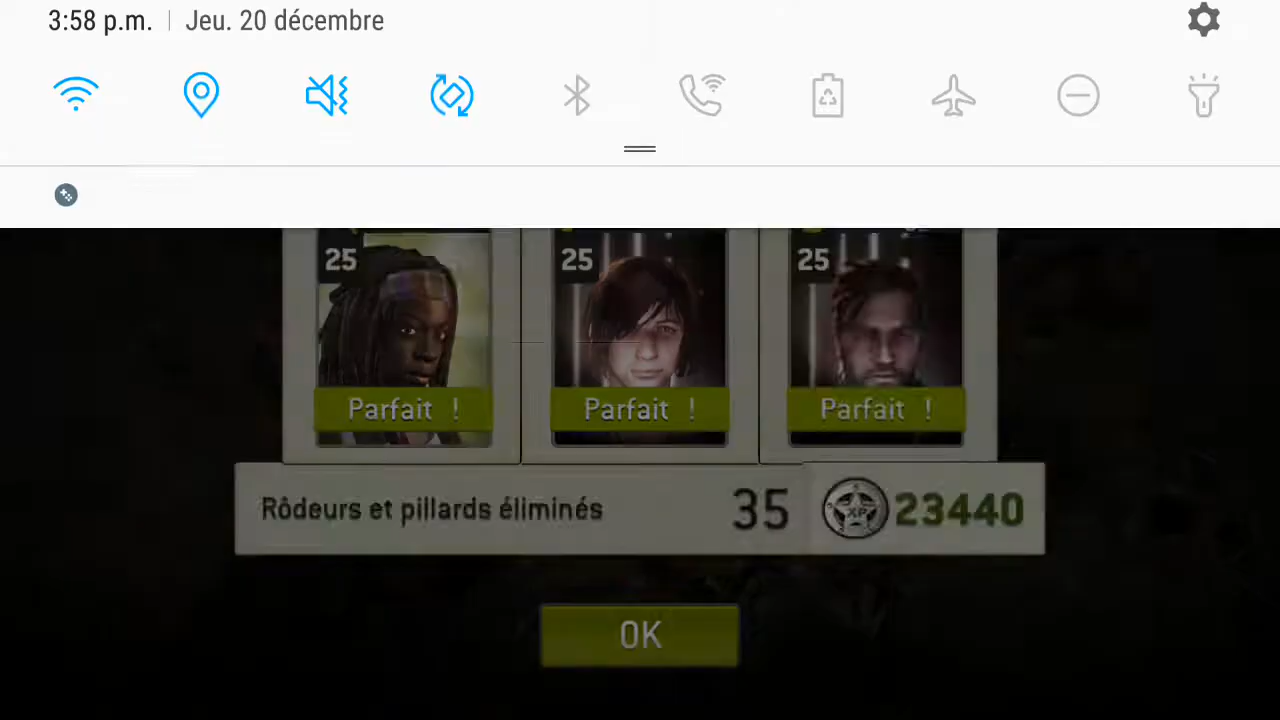 3:58 p.m. | Jeu. 20 décembre
25 25 25
Parfait ! Parfait ! Parfait !
Rôdeurs et pillards éliminés 35 XP 23440
OK